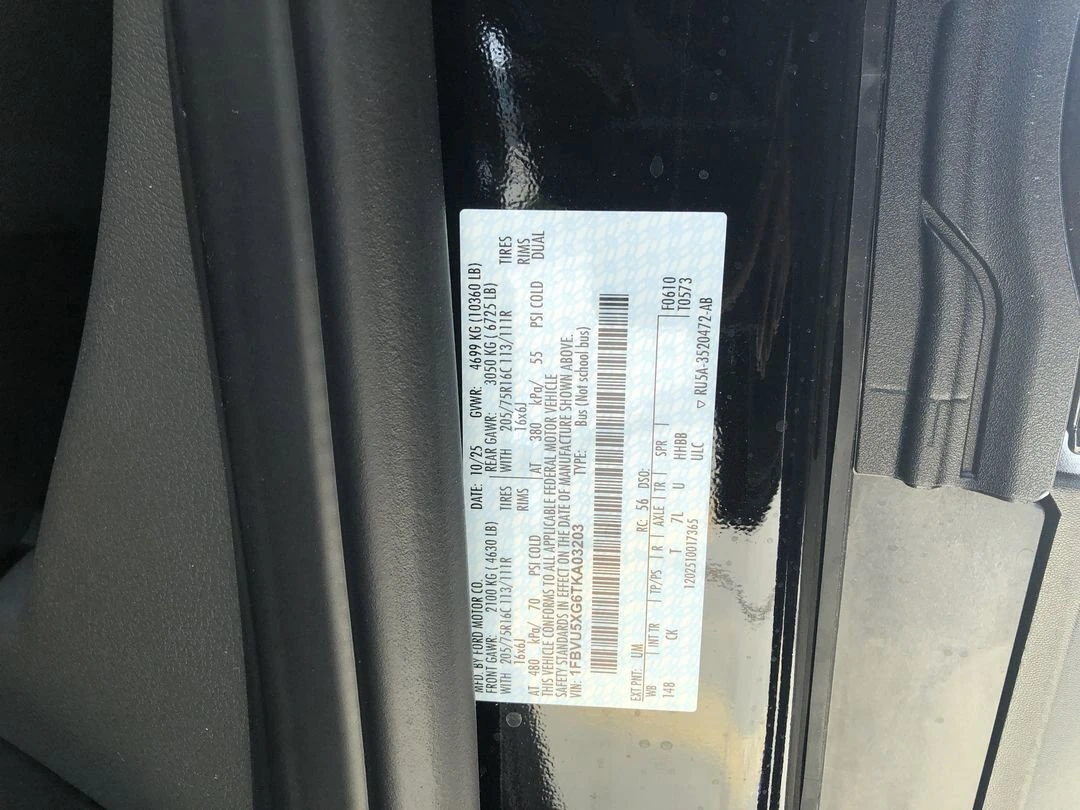 MFD. BY FORD MOTOR CO. DATE: 10/25 GVWR: 4699 KG (10360 LB)
FRONT GAWR: 2100 KG ( 4630 LB) REAR GAWR: 3050 KG ( 6725 LB)
WITH 205/75R16C 113/111R TIRES WITH 205/75R16C 113/111R TIRES
16x6J RIMS 16x6J RIMS
AT 480 kPa/ 70 PSI COLD AT 380 kPa/ 55 PSI COLD DUAL
THIS VEHICLE CONFORMS TO ALL APPLICABLE FEDERAL MOTOR VEHICLE
SAFETY STANDARDS IN EFFECT ON THE DATE OF MANUFACTURE SHOWN ABOVE.
VIN: 1FBVU5XG6TKA03203 TYPE: Bus (Not school bus)
EXT PNT: UM RC: 56 DSO: F0610
WB INT TR TP/PS R AXLE TR SPR T0573
148 CK T 7L U HHBB
1202510017365 ULC
▽ RU5A-3520472-AB